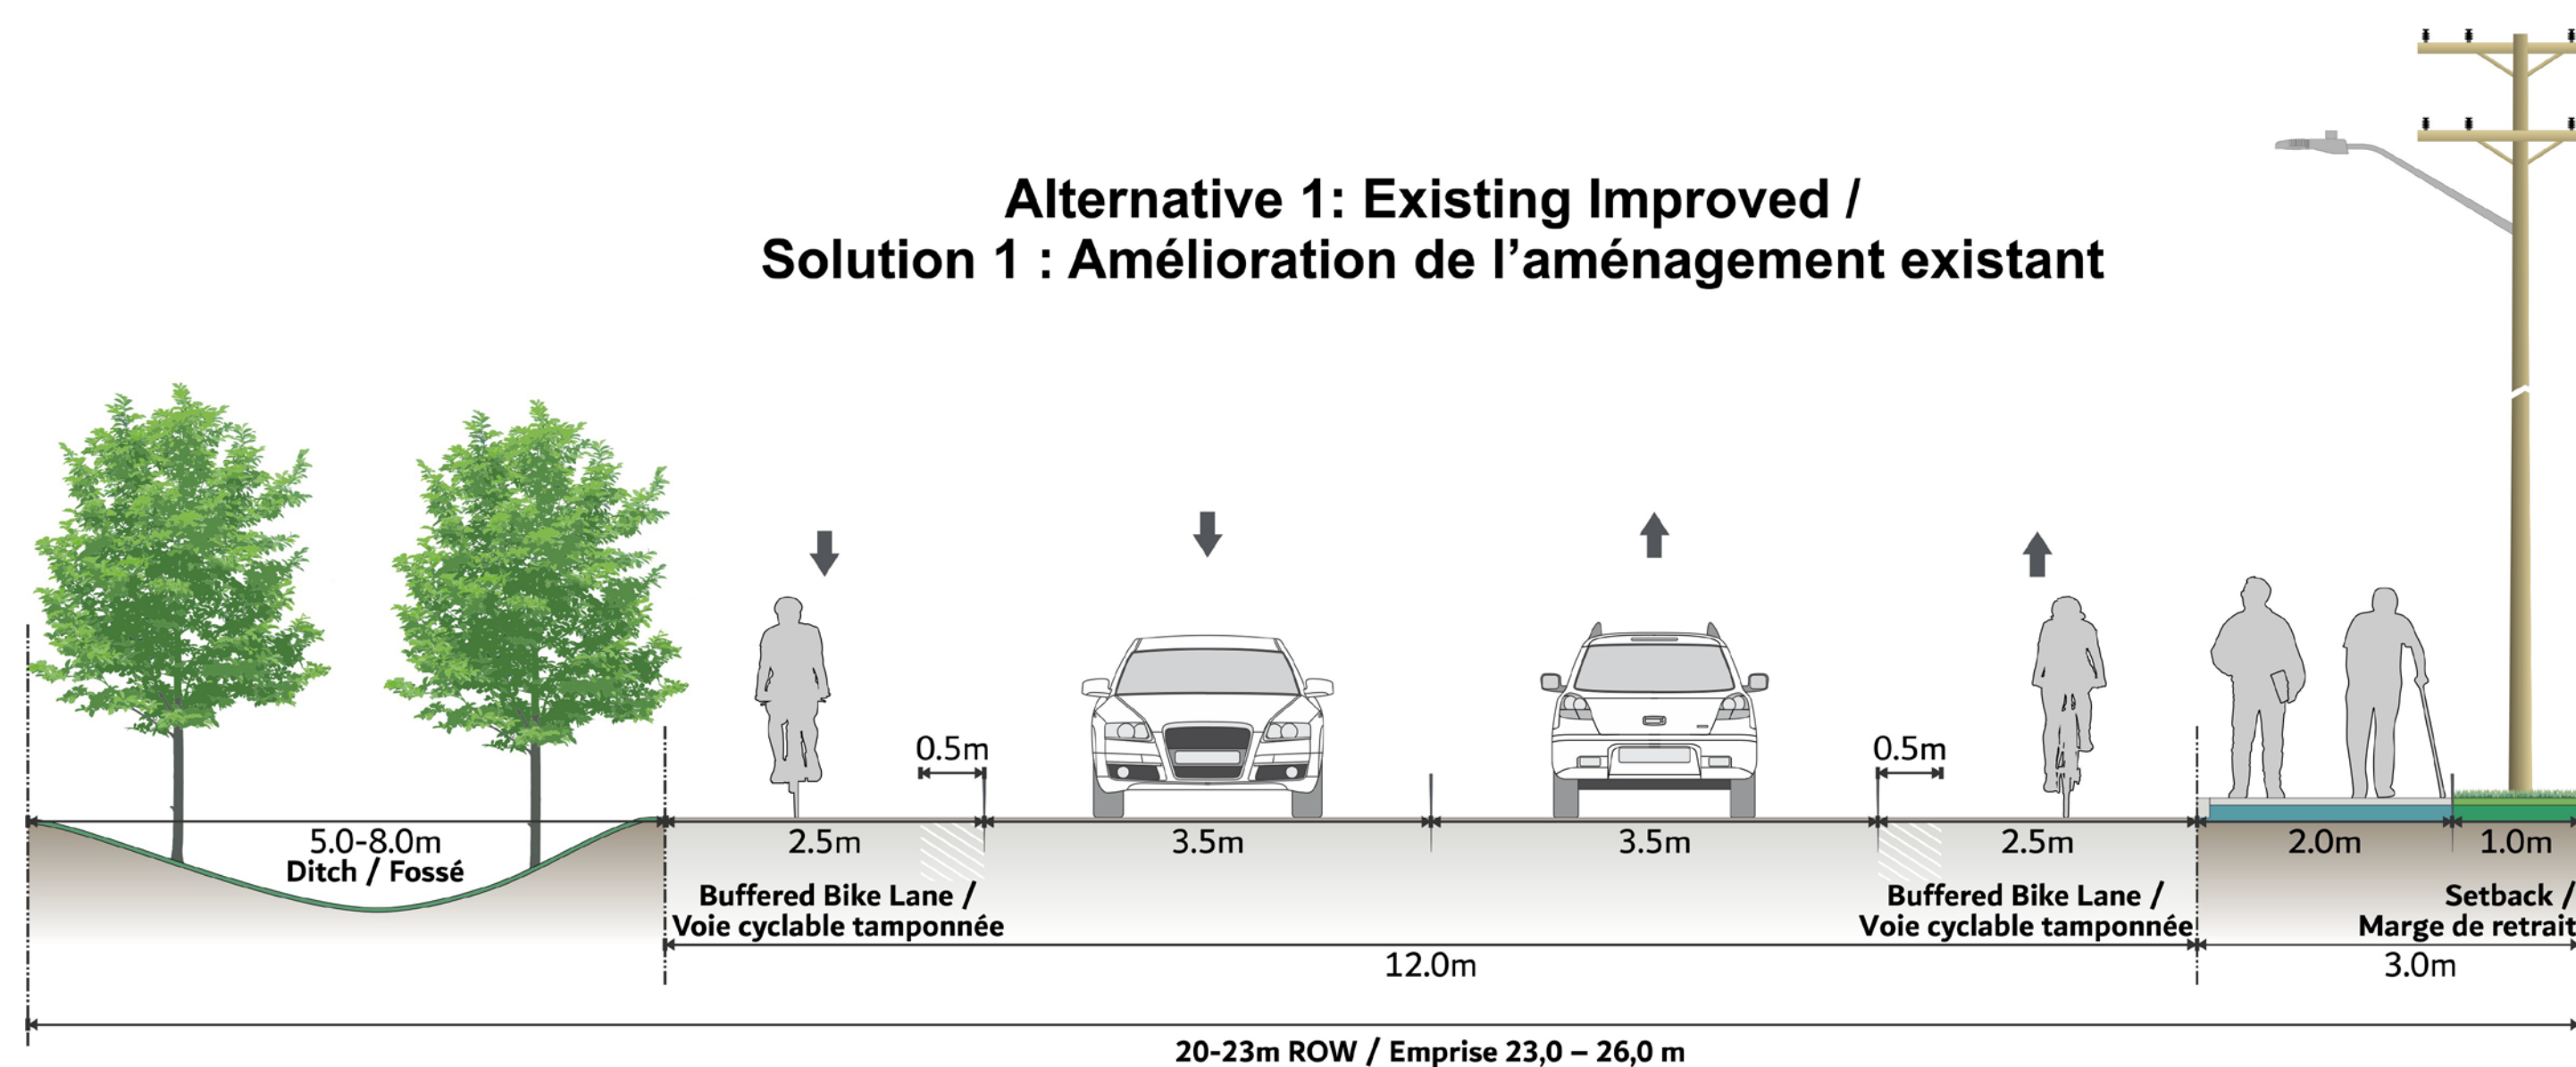 Alternative 1: Existing Improved /
Solution 1 : Amélioration de l’aménagement existant
0.5m
0.5m
5.0-8.0m
Ditch / Fossé
2.5m
3.5m
3.5m
2.5m
2.0m
1.0m
Buffered Bike Lane /
Voie cyclable tamponnée
Buffered Bike Lane /
Voie cyclable tamponnée
Setback /
Marge de retrait
12.0m
3.0m
20-23m ROW / Emprise 23,0 – 26,0 m